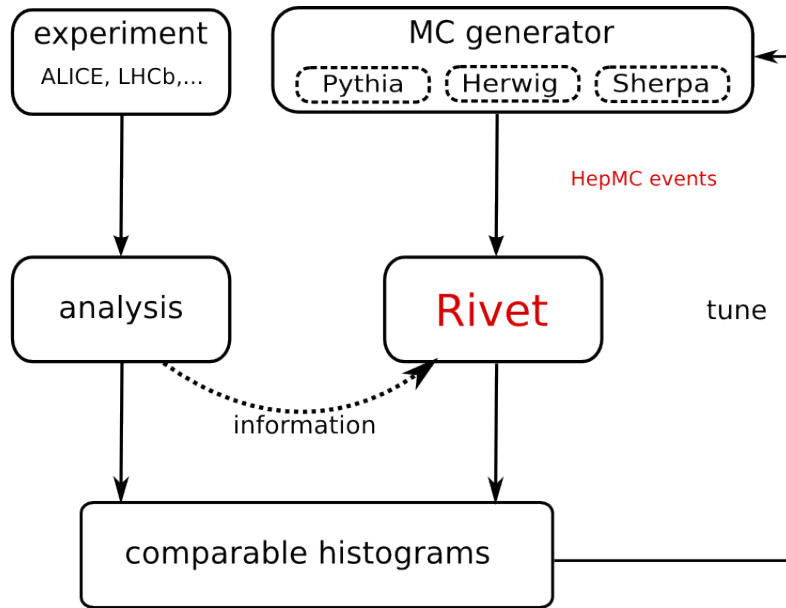 experiment
ALICE, LHCb,...
MC generator
Pythia
Herwig
Sherpa
HepMC events
analysis
Rivet
tune
information
comparable histograms